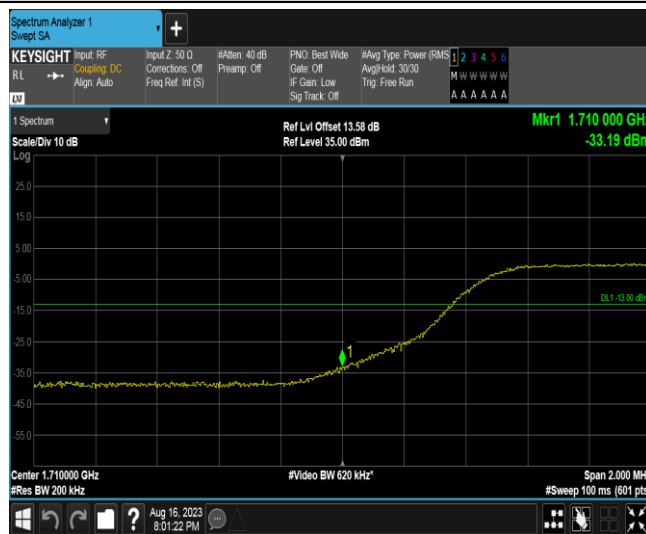 Spectrum Analyzer 1
Swept SA
+
KEYSIGHT
RL
LXI
Input: RF
Coupling: DC
Align: Auto
Input Z: 50 Ω
Corrections: Off
Freq Ref: Int (S)
#Atten: 40 dB
Preamp: Off
PNO: Best Wide
Gate: Off
IF Gain: Low
Sig Track: Off
#Avg Type: Power (RMS
Avg|Hold: 30/30
Trig: Free Run
1 2 3 4 5 6
M W W W W W
A A A A A A
1 Spectrum
Scale/Div 10 dB
Log
Ref Lvl Offset 13.58 dB
Ref Level 35.00 dBm
Mkr1 1.710 000 GHz
-33.19 dBm
25.0
15.0
5.00
-5.00
-15.0
-25.0
-35.0
-45.0
-55.0
1
DL1 -13.00 dBm
Center 1.710000 GHz
#Res BW 200 kHz
#Video BW 620 kHz*
Span 2.000 MH
#Sweep 100 ms (601 pts
?
Aug 16, 2023
8:01:22 PM